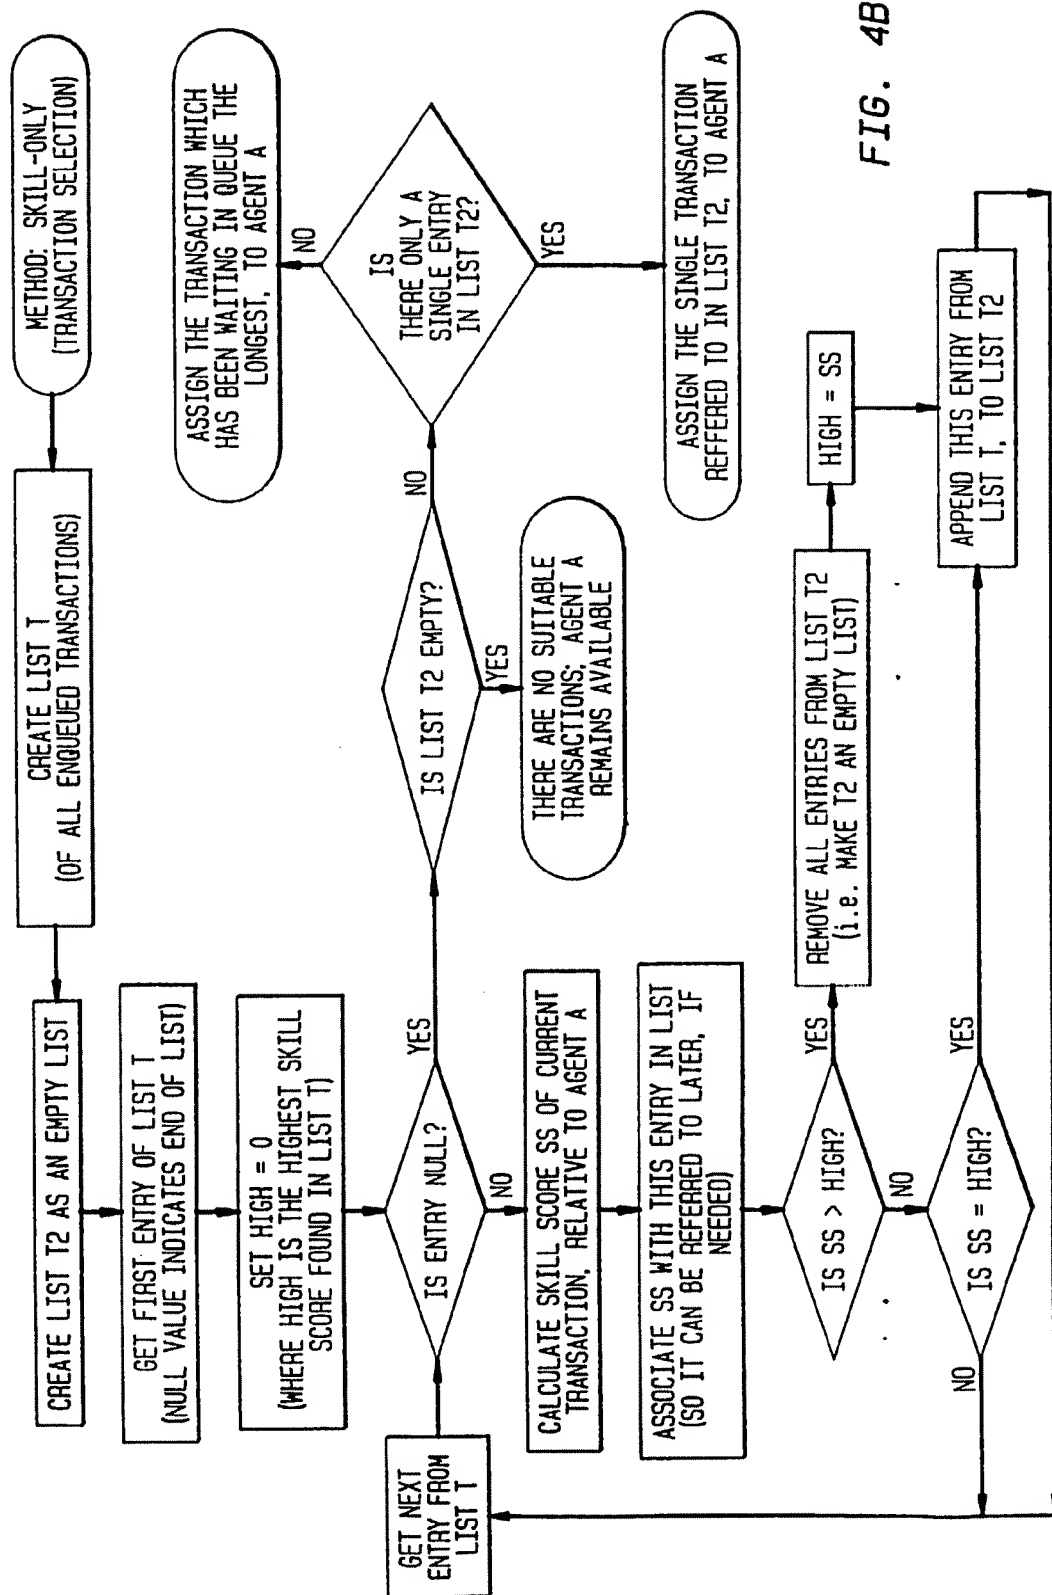 METHOD: SKILL-ONLY
(TRANSACTION SELECTION)
CREATE LIST T
(OF ALL ENQUEUED TRANSACTIONS)
CREATE LIST T2 AS AN EMPTY LIST
GET FIRST ENTRY OF LIST T
(NULL VALUE INDICATES END OF LIST)
SET HIGH = 0
(WHERE HIGH IS THE HIGHEST SKILL
SCORE FOUND IN LIST T)
GET NEXT
ENTRY FROM
LIST T
IS ENTRY NULL?
YES
NO
IS LIST T2 EMPTY?
NO
YES
THERE ARE NO SUITABLE
TRANSACTIONS; AGENT A
REMAINS AVAILABLE
IS
THERE ONLY A
SINGLE ENTRY
IN LIST T2?
NO
YES
ASSIGN THE TRANSACTION WHICH
HAS BEEN WAITING IN QUEUE THE
LONGEST, TO AGENT A
ASSIGN THE SINGLE TRANSACTION
REFFERED TO IN LIST T2, TO AGENT A
CALCULATE SKILL SCORE SS OF CURRENT
TRANSACTION, RELATIVE TO AGENT A
ASSOCIATE SS WITH THIS ENTRY IN LIST
(SO IT CAN BE REFERRED TO LATER, IF
NEEDED)
IS SS > HIGH?
YES
NO
REMOVE ALL ENTRIES FROM LIST T2
(i.e. MAKE T2 AN EMPTY LIST)
HIGH = SS
IS SS = HIGH?
YES
NO
APPEND THIS ENTRY FROM
LIST T, TO LIST T2
FIG. 4B